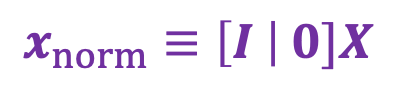 x_norm ≡ [I | 0]X